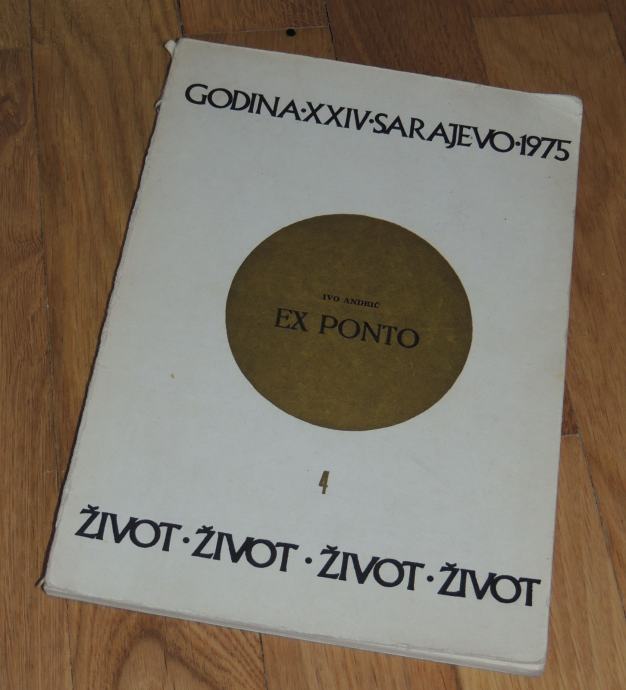 GODINA•XXIV•SARAJEVO•1975
IVO ANDRIĆ
EX PONTO
4
ŽIVOT • ŽIVOT • ŽIVOT • ŽIVOT